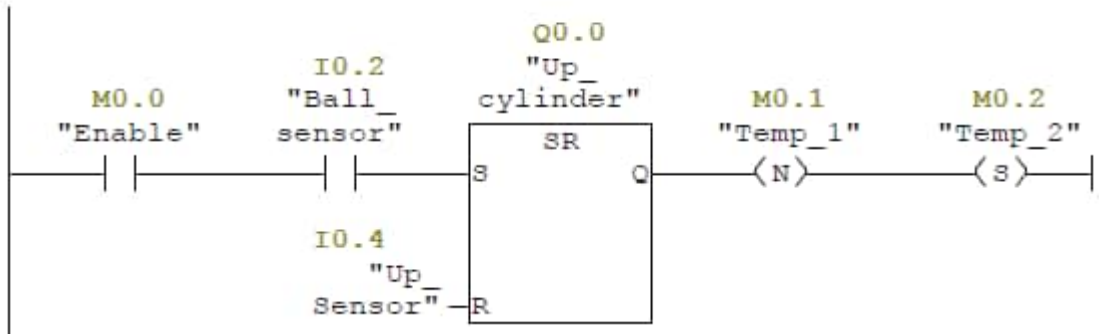 Q0.0
I0.2 "Up_
M0.0 "Ball_ cylinder" M0.1 M0.2
"Enable" sensor" SR "Temp_1" "Temp_2"
S Q N S
I0.4
"Up_
Sensor" R